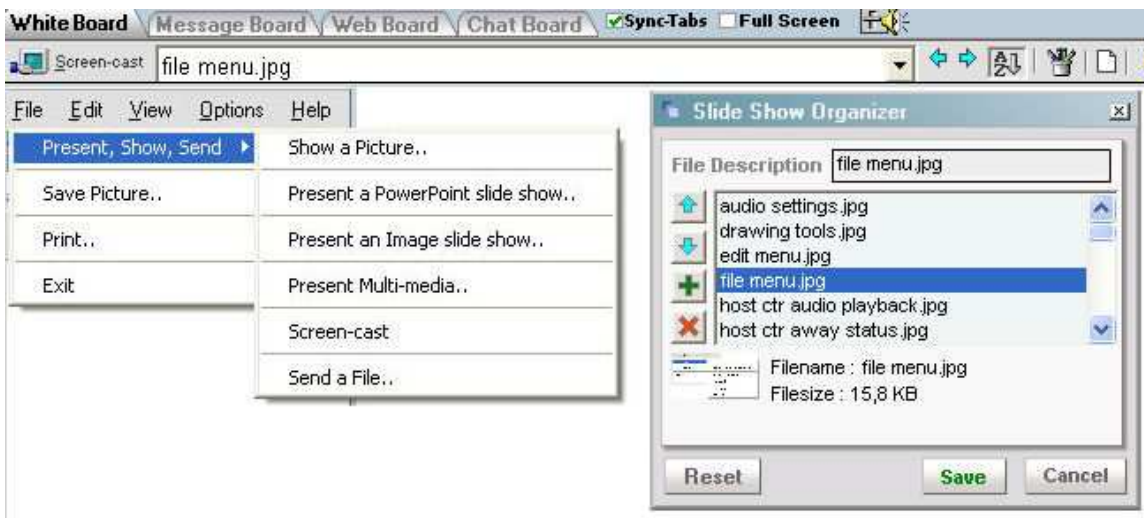 White Board Message Board Web Board Chat Board Sync-Tabs Full Screen
Screen-cast file menu.jpg
File Edit View Options Help
Present, Show, Send
Save Picture..
Print..
Exit
Show a Picture..
Present a PowerPoint slide show..
Present an Image slide show..
Present Multi-media..
Screen-cast
Send a File..
Slide Show Organizer
File Description file menu.jpg
audio settings.jpg
drawing tools.jpg
edit menu.jpg
file menu.jpg
host ctr audio playback.jpg
host ctr away status.jpg
Filename : file menu.jpg
Filesize : 15,8 KB
Reset Save Cancel